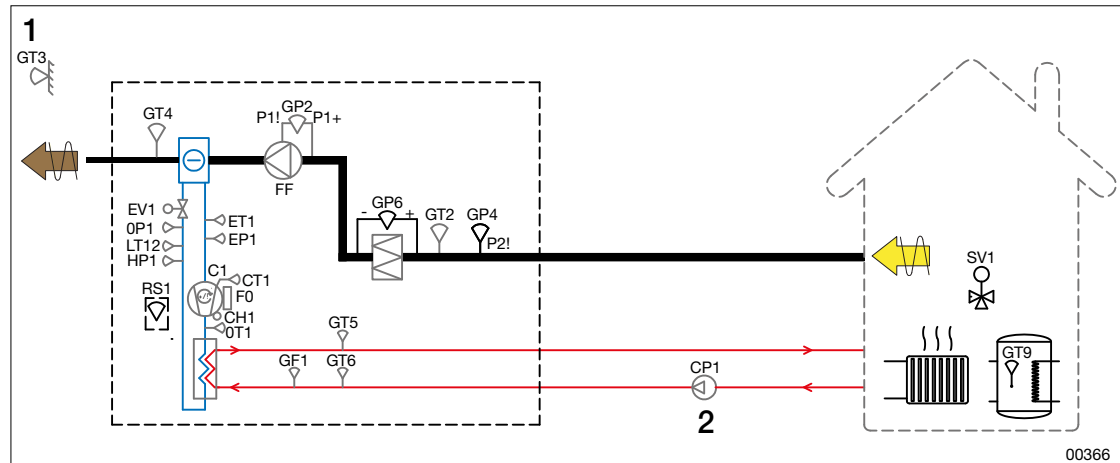 1
GT3
GT4
P1!
GP2
P1+
FF
GP6
-
+
GT2
GP4
P2!
EV1
0P1
LT12
HP1
ET1
EP1
C1
CT1
F0
RS1
CH1
0T1
GT5
GF1
GT6
CP1
2
SV1
GT9
00366